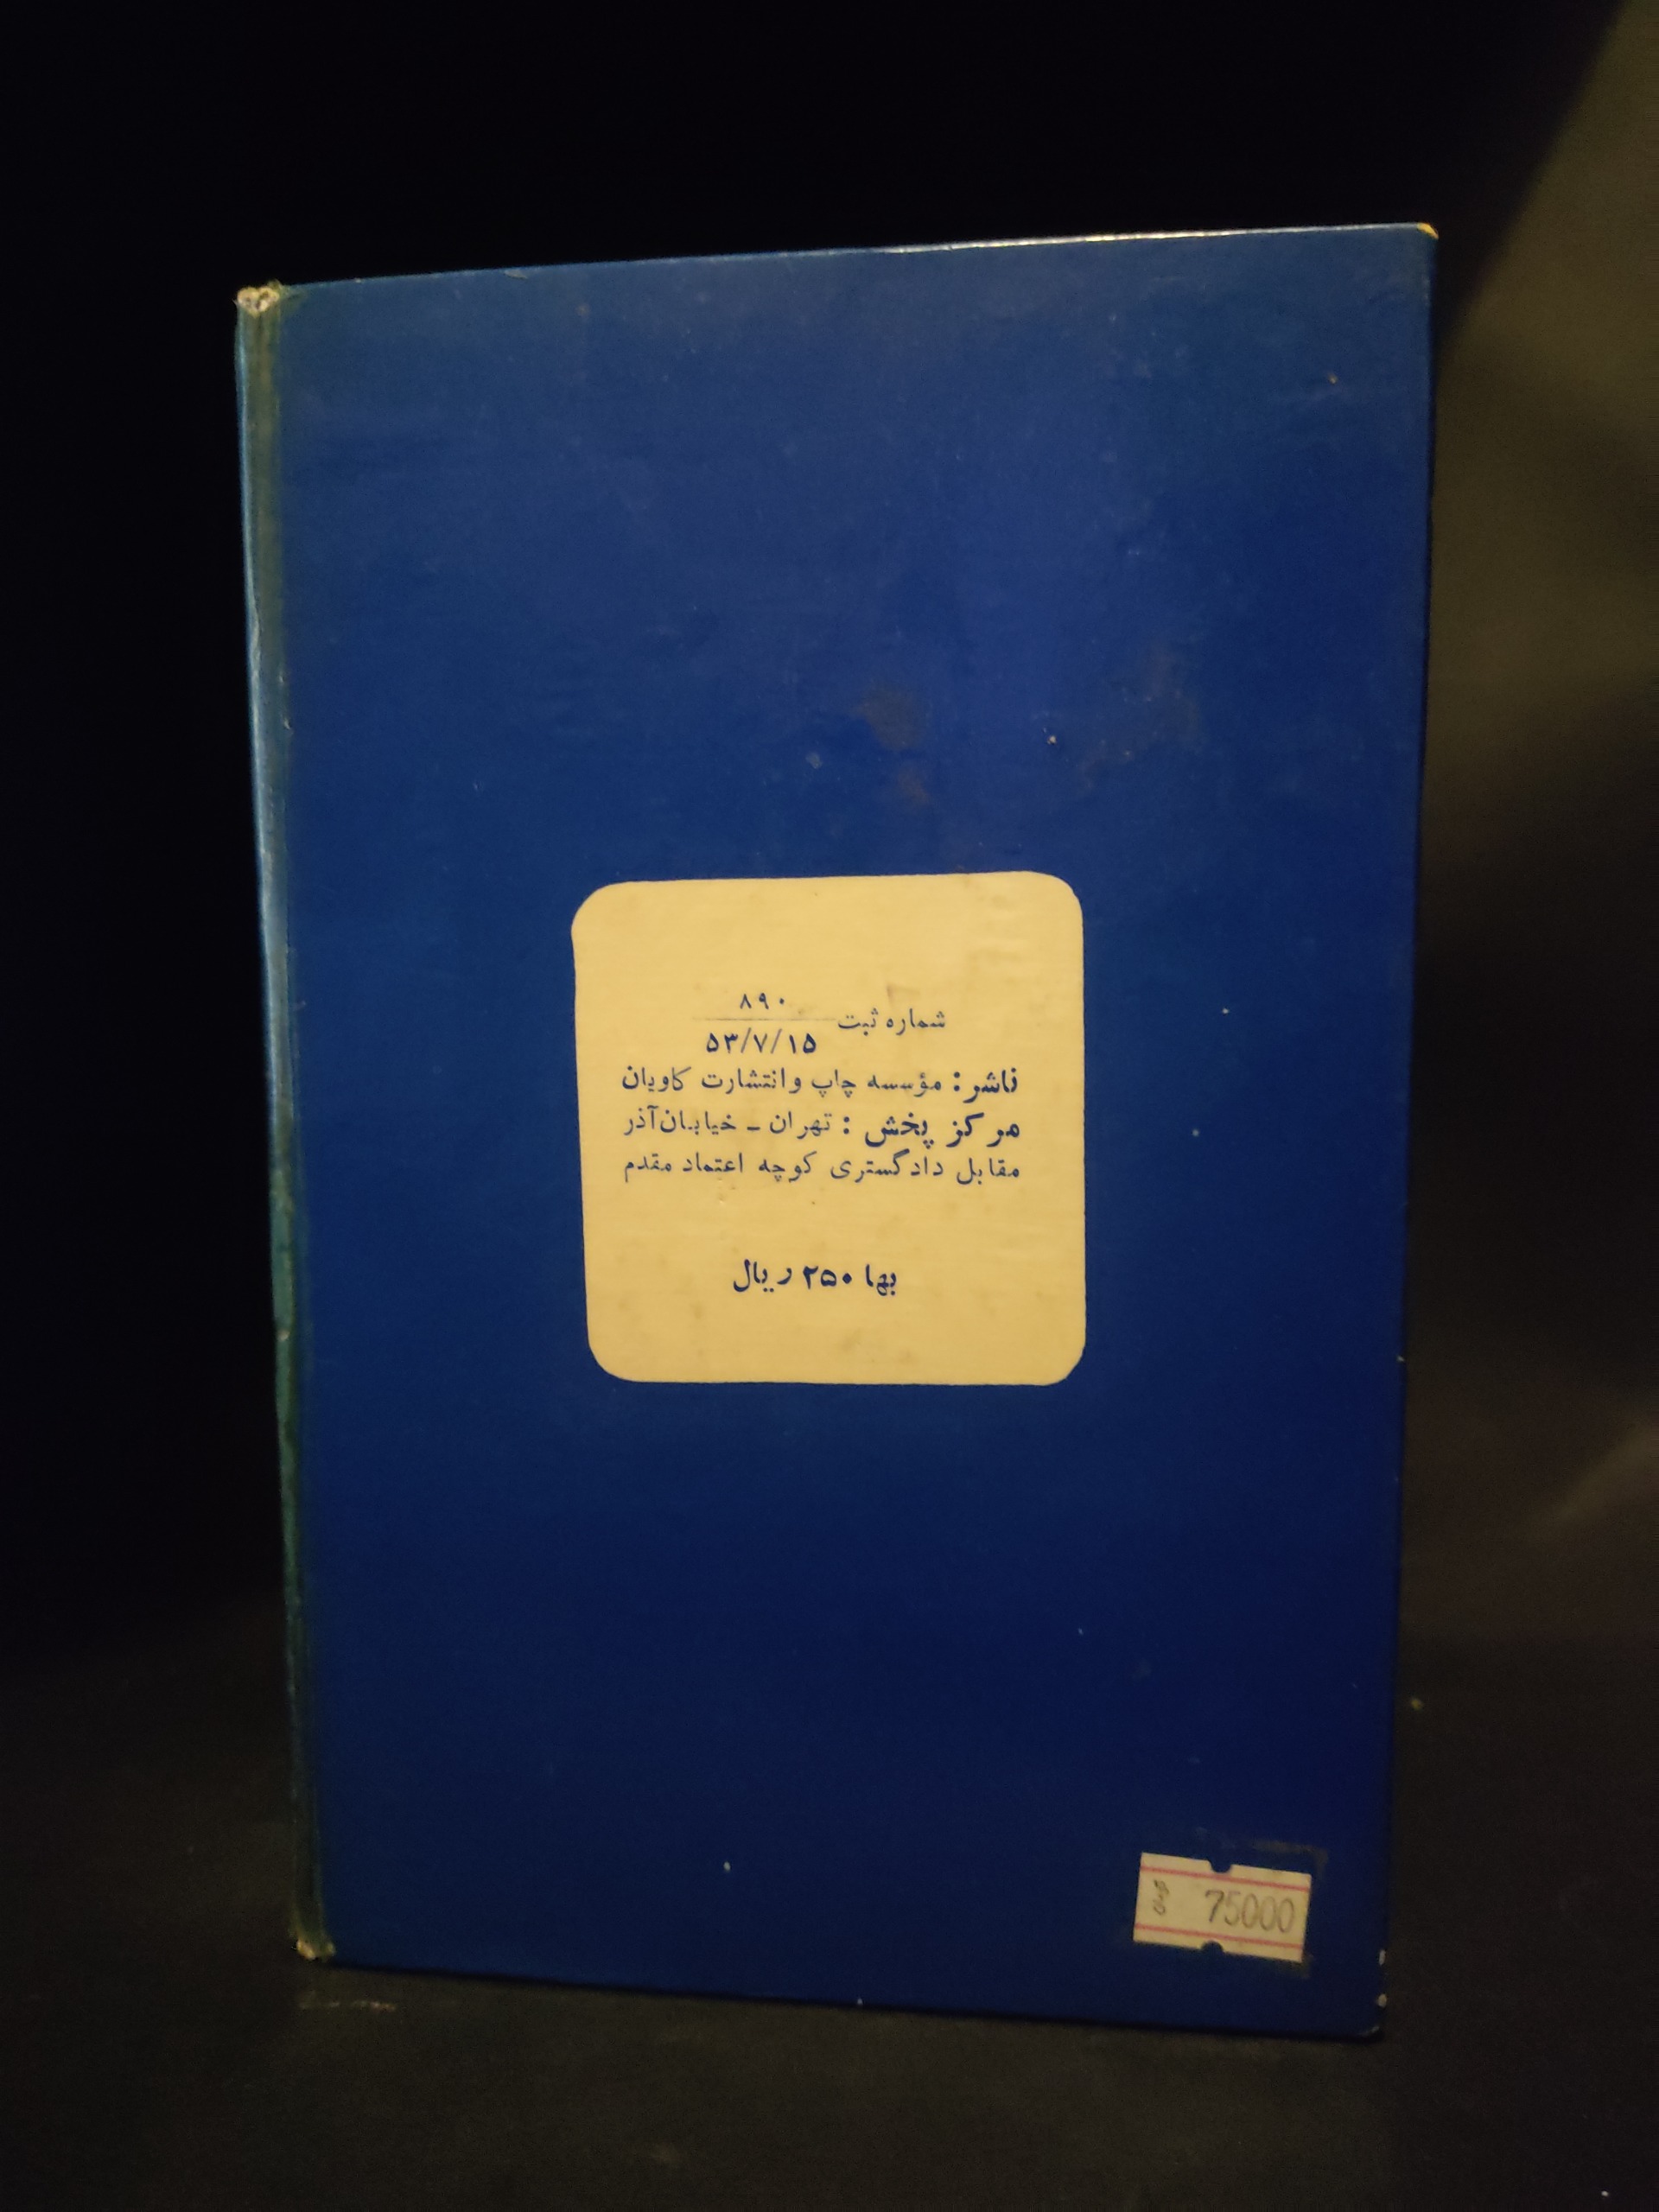 شماره ثبت ۸۹۰
۵۳/۷/۱۵
ناشر: مؤسسه چاپ و انتشارت کاویان
مرکز پخش: تهران ـ خیابان آذر
مقابل دادگستری کوچه اعتماد مقدم
بها ۲۵۰ ریال
75000